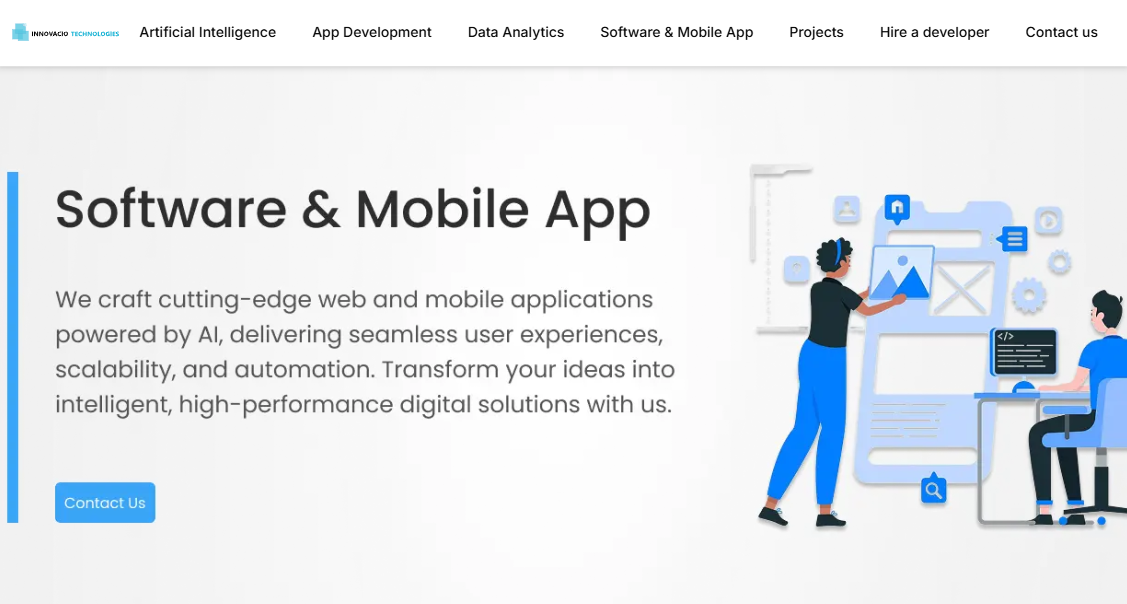 INNOVACIO TECHNOLOGIES
Artificial Intelligence
App Development
Data Analytics
Software & Mobile App
Projects
Hire a developer
Contact us
Software & Mobile App
We craft cutting-edge web and mobile applications
powered by AI, delivering seamless user experiences,
scalability, and automation. Transform your ideas into
intelligent, high-performance digital solutions with us.
Contact Us
</>